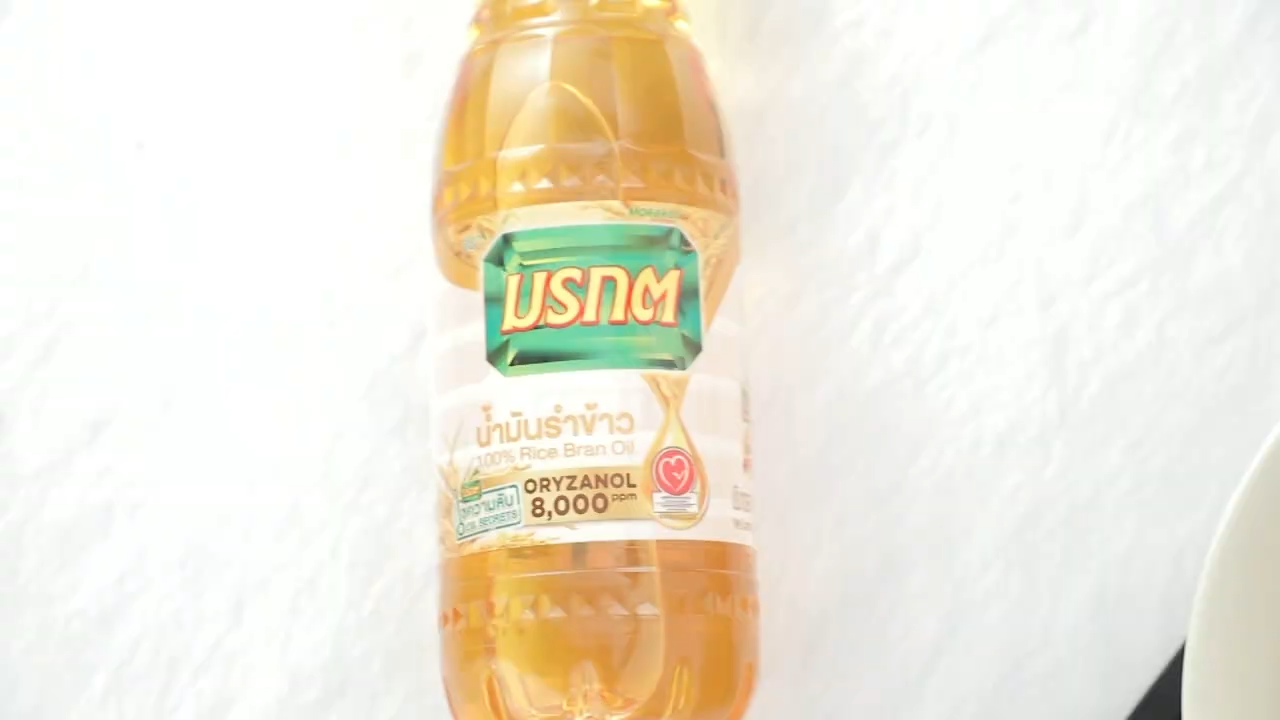 มรกต
น้ำมันรำข้าว
100% Rice Bran Oil
ORYZANOL
8,000 ppm